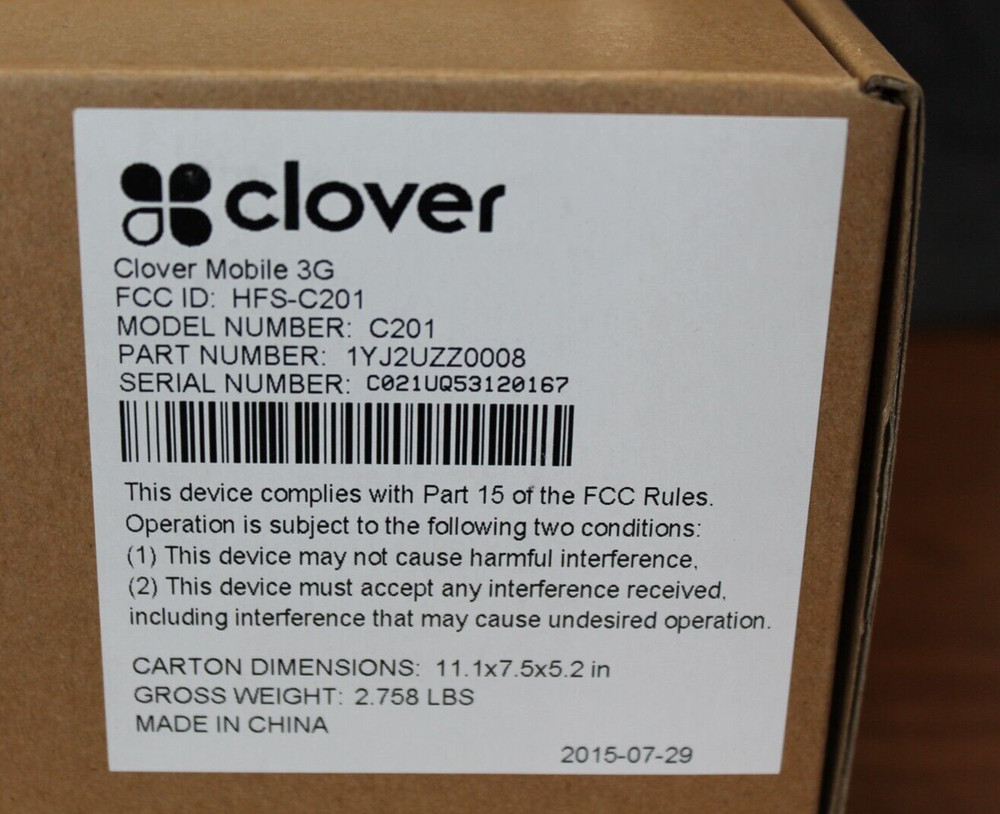 clover
Clover Mobile 3G
FCC ID: HFS-C201
MODEL NUMBER: C201
PART NUMBER: 1YJ2UZZ0008
SERIAL NUMBER: C021UQ53120167
This device complies with Part 15 of the FCC Rules.
Operation is subject to the following two conditions:
(1) This device may not cause harmful interference,
(2) This device must accept any interference received,
including interference that may cause undesired operation.
CARTON DIMENSIONS: 11.1x7.5x5.2 in
GROSS WEIGHT: 2.758 LBS
MADE IN CHINA
2015-07-29